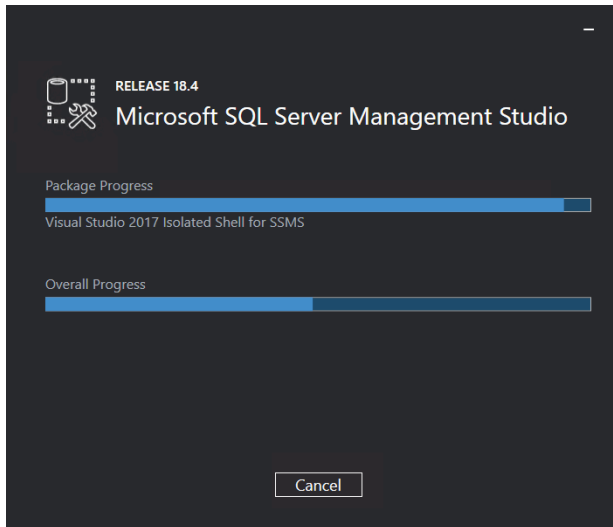 RELEASE 18.4
Microsoft SQL Server Management Studio
Package Progress
Visual Studio 2017 Isolated Shell for SSMS
Overall Progress
Cancel